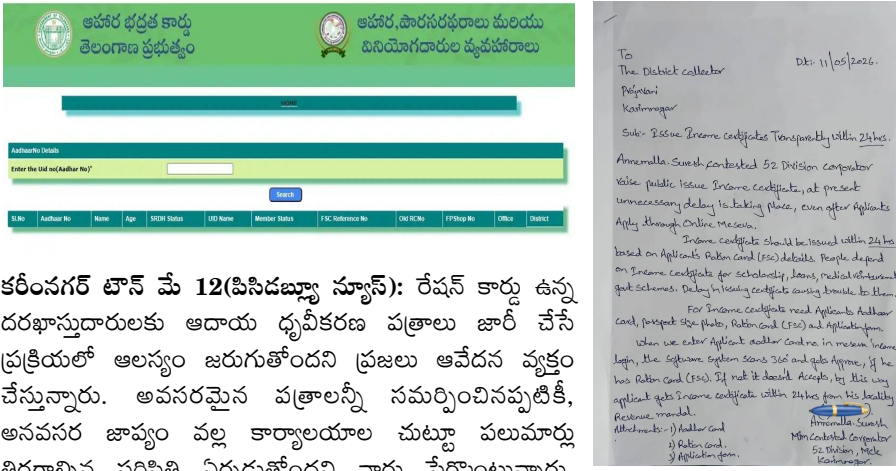 ఆహార భద్రత కార్డు
తెలంగాణ ప్రభుత్వం
ఆహార,పౌరసరఫరాలు మరియు
వినియోగదారుల వ్యవహారాలు
HOME
AadhaarNo Details
Enter the Uid no(Aadhar No)*
Search
Sl.No Aadhaar No Name Age SRDH Status UID Name Member Status FSC Reference No Old RCNo FPShop No Office District
కరీంనగర్ టౌన్ మే 12(పిసిడబ్ల్యూ న్యూస్): రేషన్ కార్డు ఉన్న
దరఖాస్తుదారులకు ఆదాయ ధృవీకరణ పత్రాలు జారీ చేసే
ప్రక్రియలో ఆలస్యం జరుగుతోందని ప్రజలు ఆవేదన వ్యక్తం
చేస్తున్నారు. అవసరమైన పత్రాలన్నీ సమర్పించినప్పటికీ,
అనవసర జాప్యం వల్ల కార్యాలయాల చుట్టూ పలుమార్లు
To
The District collector
Prajavani
Karimnagar
Dt:- 11/05/2026.
Sub:- Issue Income certificates Transparently within 24 hrs.
Annemalla. Suresh contested 52 Division corporator
raise public issue Income certificate, at present
unnecessary delay is taking place, even after Applicants
Apply through Online Meseva.
Income certificate should be issued within 24 hrs
based on Applicants Ration card (FSC) details. People depend
on Income certificate for scholarship, loans, medical reimbursement
govt schemes. Delay in issuing certificate causing trouble to them.
For Income certificate need Applicants Aadhaar
card, passport size photo, Ration card (FSC) and Aplication form.
when we enter Applicant aadhar card no. in meseva income
login, the software system scans 360 and gets Approve, if he
has Ration card (FSC). If not it doesn't Accepts, by this way
applicant gets Income certificate within 24 hrs from his locality
Revenue mandal.
Attachments:- 1) Aadhar card
2) Ration card.
3) Application form.
Annemalla. Suresh
Contested Corporator
52 Division,
Karimnagar